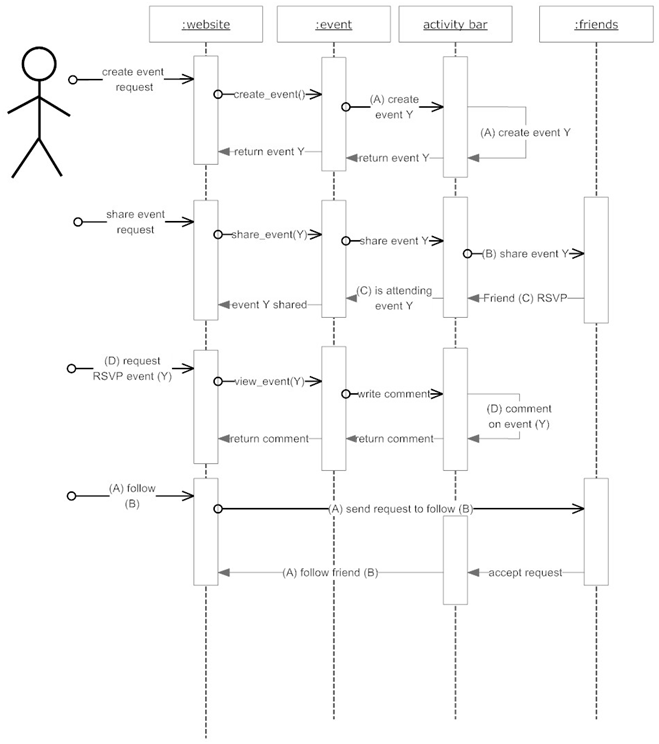 :website
:event
activity bar
:friends
create event
request
create_event()
(A) create
event Y
(A) create event Y
return event Y
return event Y
share event
request
share_event(Y)
share event Y
(B) share event Y
event Y shared
(C) is attending
event Y
Friend (C) RSVP
(D) request
RSVP event (Y)
view_event(Y)
write comment
(D) comment
on event (Y)
return comment
return comment
(A) follow
(B)
(A) send request to follow (B)
(A) follow friend (B)
accept request